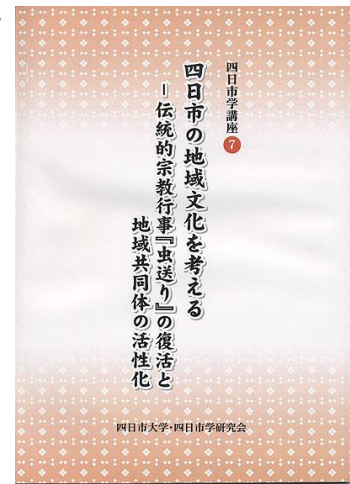 四日市学講座 7
四日市の地域文化を考える
－伝統的宗教行事『虫送り』の復活と
地域共同体の活性化
四日市大学・四日市学研究会